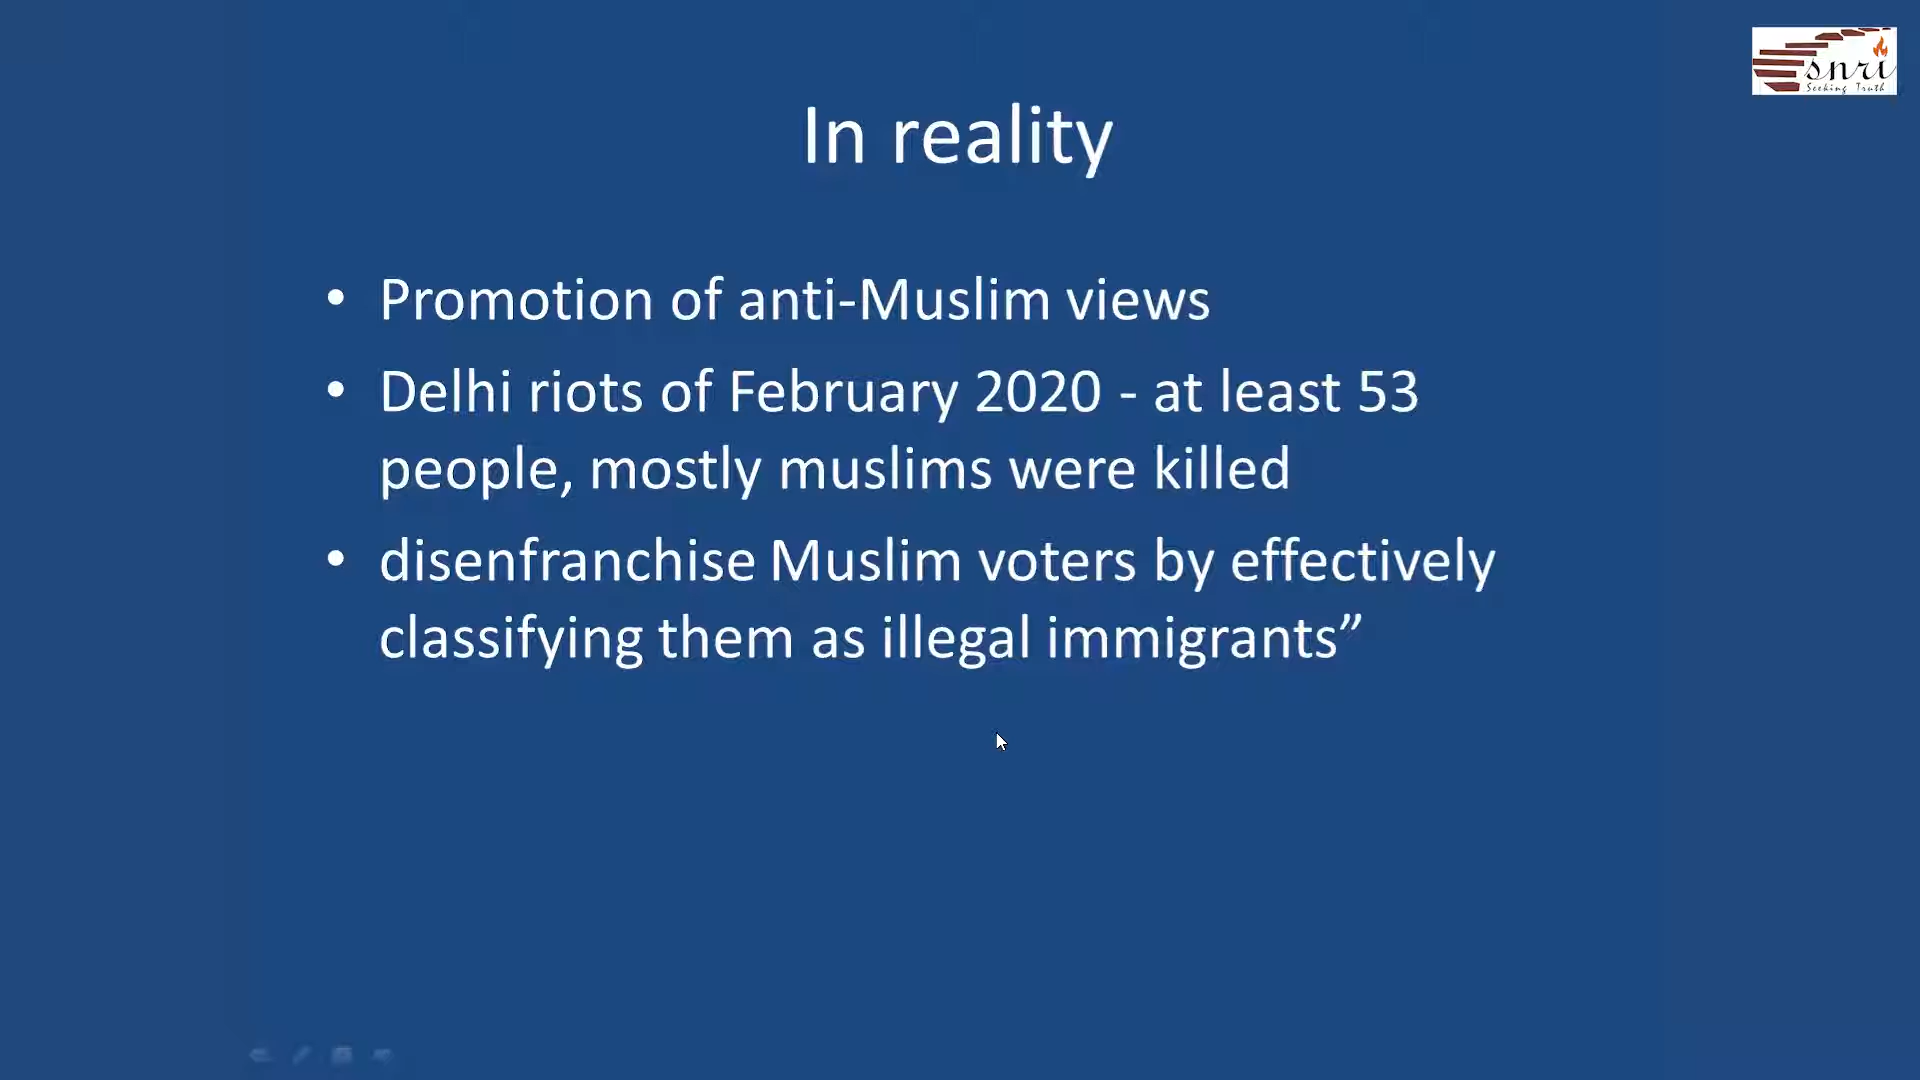 snri
Seeking Truth
In reality
• Promotion of anti-Muslim views
• Delhi riots of February 2020 - at least 53
people, mostly muslims were killed
• disenfranchise Muslim voters by effectively
classifying them as illegal immigrants”